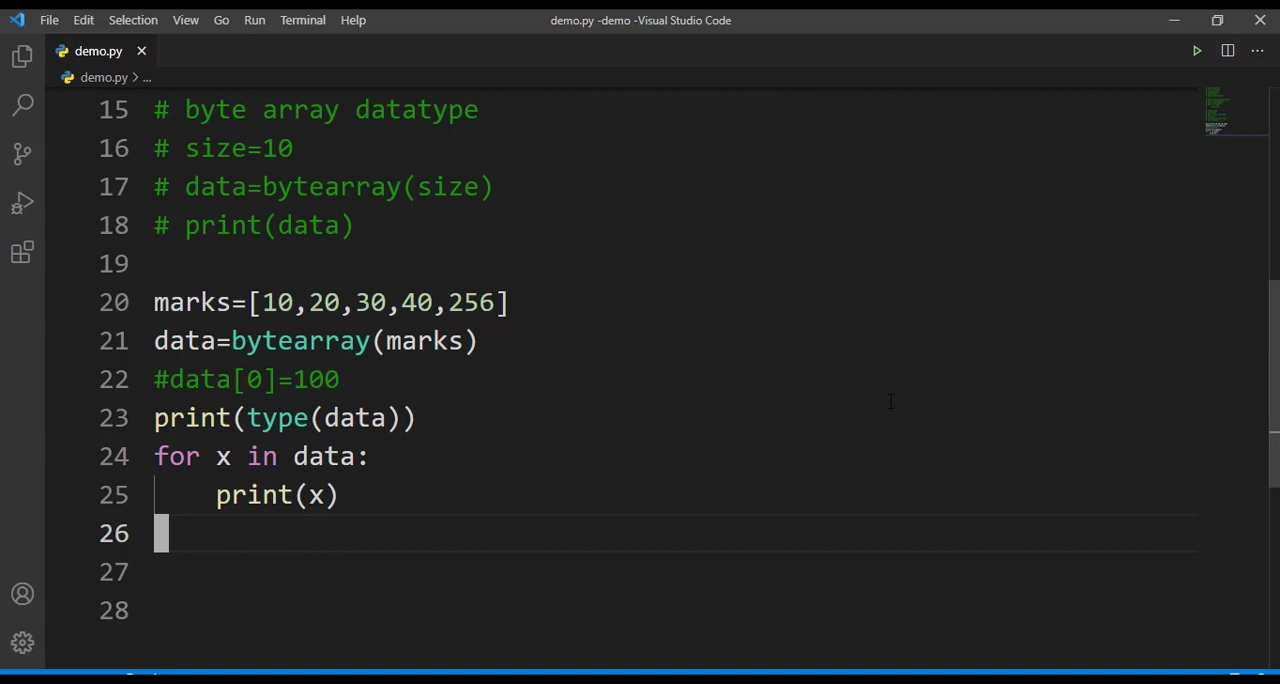 File Edit Selection View Go Run Terminal Help demo.py -demo -Visual Studio Code
demo.py
demo.py > ...
15 # byte array datatype
16 # size=10
17 # data=bytearray(size)
18 # print(data)
19
20 marks=[10,20,30,40,256]
21 data=bytearray(marks)
22 #data[0]=100
23 print(type(data))
24 for x in data:
25     print(x)
26
27
28